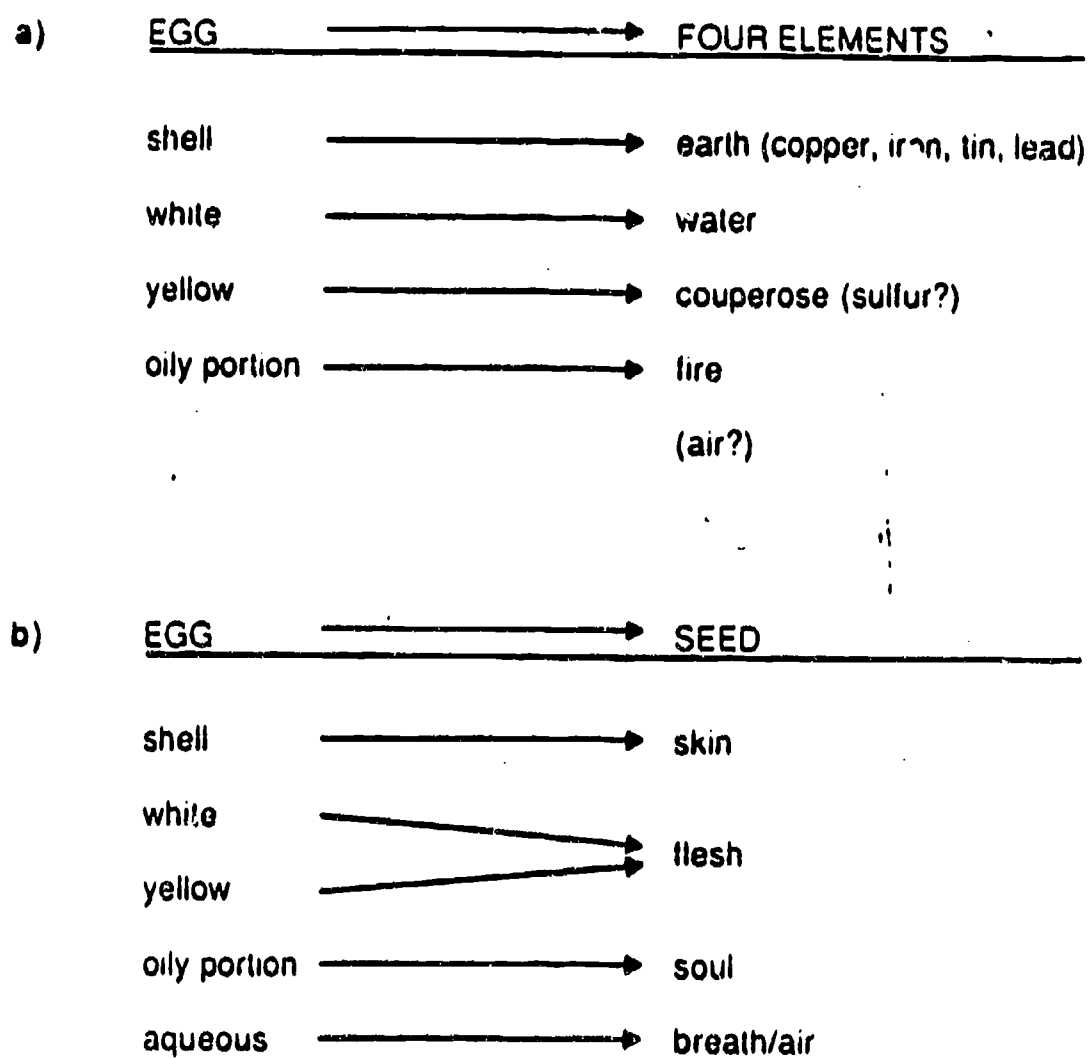 a) EGG FOUR ELEMENTS
shell earth (copper, iron, tin, lead)
white water
yellow couperose (sulfur?)
oily portion fire
(air?)
b) EGG SEED
shell skin
white
flesh
yellow
oily portion soul
aqueous breath/air